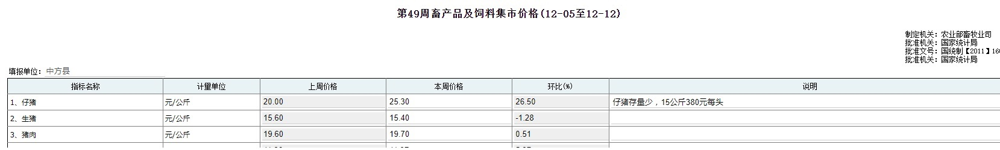 第49周畜产品及饲料集市价格(12-05至12-12)
制定机关：农业部畜牧业司
批准机关：国家统计局
批准文号：国统制【2011】16
批准机关：国家统计局
填报单位：中方县
指标名称 计量单位 上周价格 本周价格 环比(%) 说明
1、仔猪 元/公斤 20.00 25.30 26.50 仔猪存量少，15公斤380元每头
2、生猪 元/公斤 15.60 15.40 -1.28
3、猪肉 元/公斤 19.60 19.70 0.51